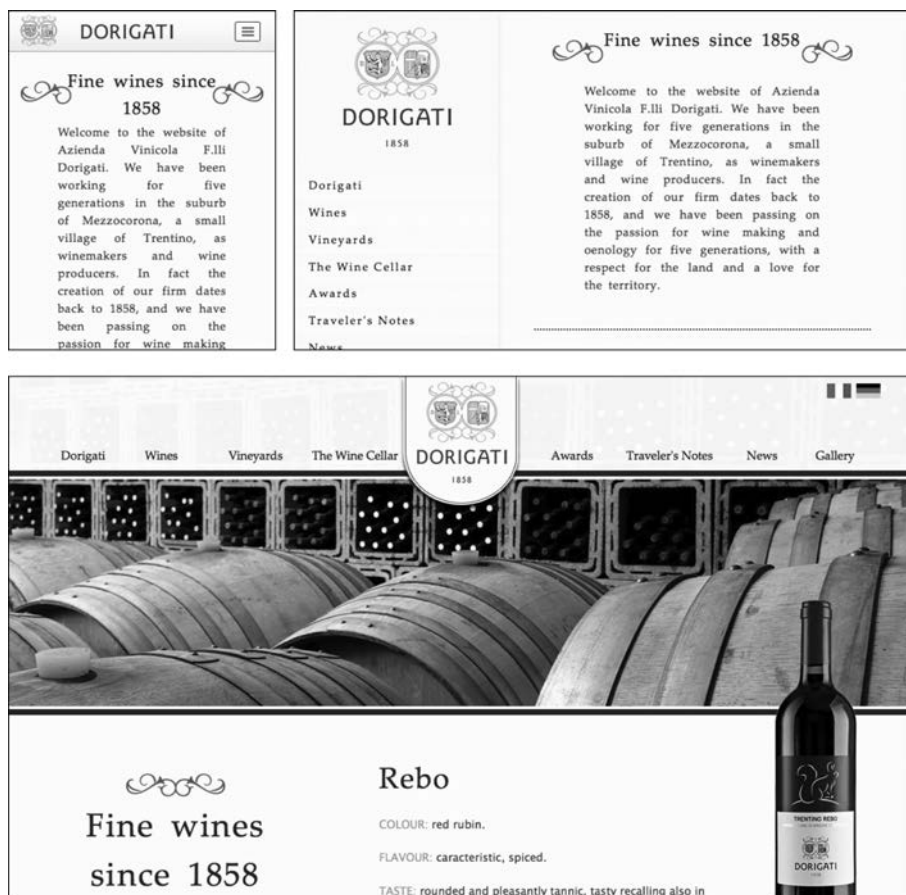 DORIGATI
Fine wines since
1858
Welcome to the website of
Azienda Vinicola F.lli
Dorigati. We have been
working for five
generations in the suburb
of Mezzocorona, a small
village of Trentino, as
winemakers and wine
producers. In fact the
creation of our firm dates
back to 1858, and we have
been passing on the
passion for wine making
DORIGATI
1858
Dorigati
Wines
Vineyards
The Wine Cellar
Awards
Traveler's Notes
News
Fine wines since 1858
Welcome to the website of Azienda
Vinicola F.lli Dorigati. We have been
working for five generations in the
suburb of Mezzocorona, a small
village of Trentino, as winemakers
and wine producers. In fact the
creation of our firm dates back to
1858, and we have been passing on
the passion for wine making and
oenology for five generations, with a
respect for the land and a love for
the territory.
Dorigati Wines Vineyards The Wine Cellar
DORIGATI
1858
Awards Traveler's Notes News Gallery
Fine wines
since 1858
Rebo
COLOUR: red rubin.
FLAVOUR: caracteristic, spiced.
TASTE: rounded and pleasantly tannic, tasty recalling also in
TRENTINO REBO
DORIGATI